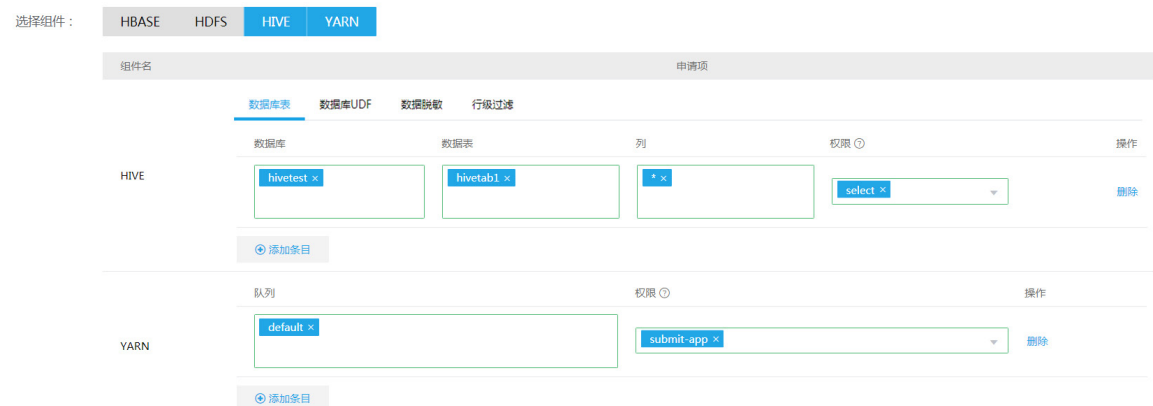 选择组件： HBASE HDFS HIVE YARN
组件名 申请项
数据库表 数据库UDF 数据脱敏 行级过滤
数据库 数据表 列 权限 ? 操作
HIVE hivetest × hivetab1 × * × select × 删除
添加条目
队列 权限 ? 操作
YARN default × submit-app × 删除
添加条目